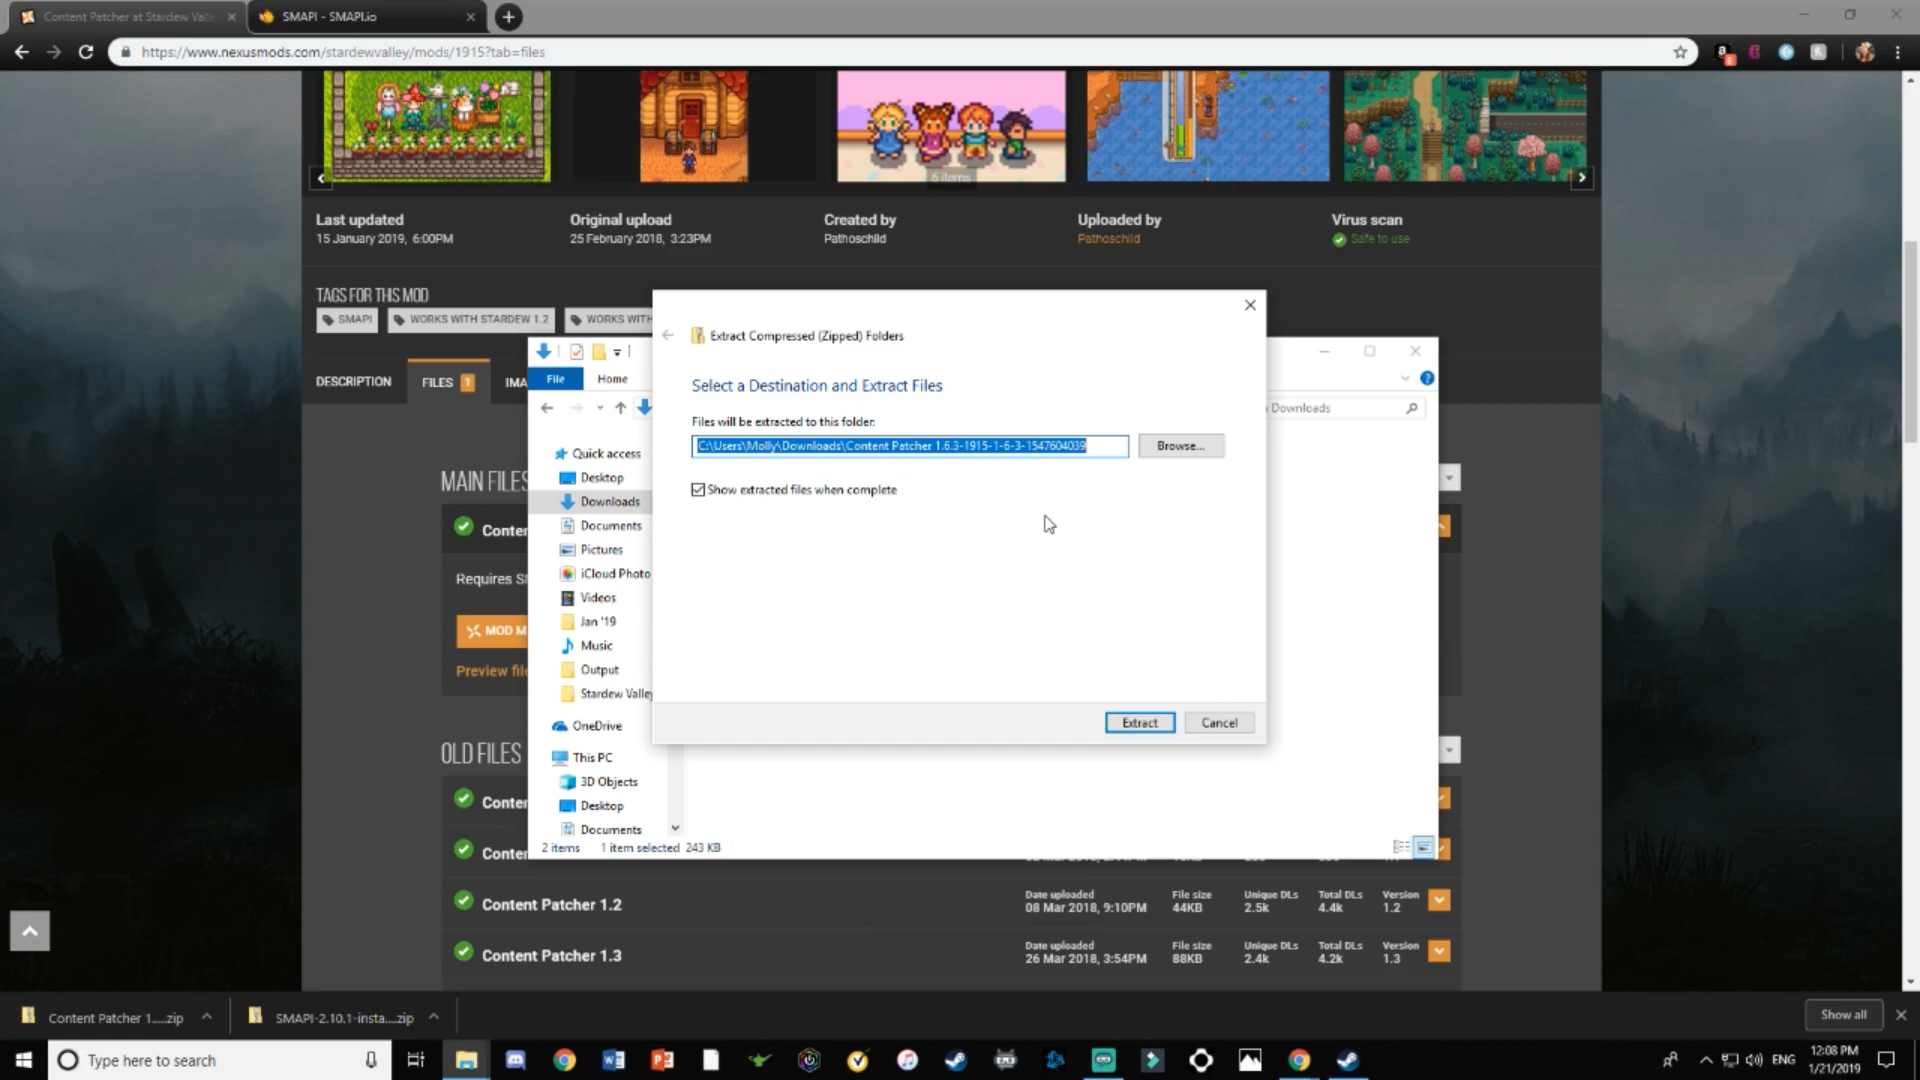 Content Patcher at Stardew Valle
SMAPI - SMAPI.io
https://www.nexusmods.com/stardewvalley/mods/1915?tab=files
6 items
Last updated
15 January 2019, 6:00PM
Original upload
25 February 2018, 3:23PM
Created by
Pathoschild
Uploaded by
Pathoschild
Virus scan
Safe to use
TAGS FOR THIS MOD
SMAPI
WORKS WITH STARDEW 1.2
WORKS WITH
DESCRIPTION
FILES 1
IMA
Extract Compressed (Zipped) Folders
Select a Destination and Extract Files
Files will be extracted to this folder:
C:\Users\Molly\Downloads\Content Patcher 1.6.3-1915-1-6-3-1547604039
Browse...
Show extracted files when complete
Extract
Cancel
File
Home
Downloads
Quick access
Desktop
Downloads
Documents
Pictures
iCloud Photo
Videos
Jan '19
Music
Output
Stardew Valley
OneDrive
This PC
3D Objects
Desktop
Documents
2 items
1 item selected 243 KB
MAIN FILES
Conten
Requires S
MOD M
Preview file
OLD FILES
Conten
Conten
Content Patcher 1.2
Date uploaded
08 Mar 2018, 9:10PM
File size
44KB
Unique DLs
2.5k
Total DLs
4.4k
Version
1.2
Content Patcher 1.3
Date uploaded
26 Mar 2018, 3:54PM
File size
88KB
Unique DLs
2.4k
Total DLs
4.2k
Version
1.3
Content Patcher 1.....zip
SMAPI-2.10.1-insta....zip
Show all
Type here to search
ENG
12:08 PM
1/21/2019